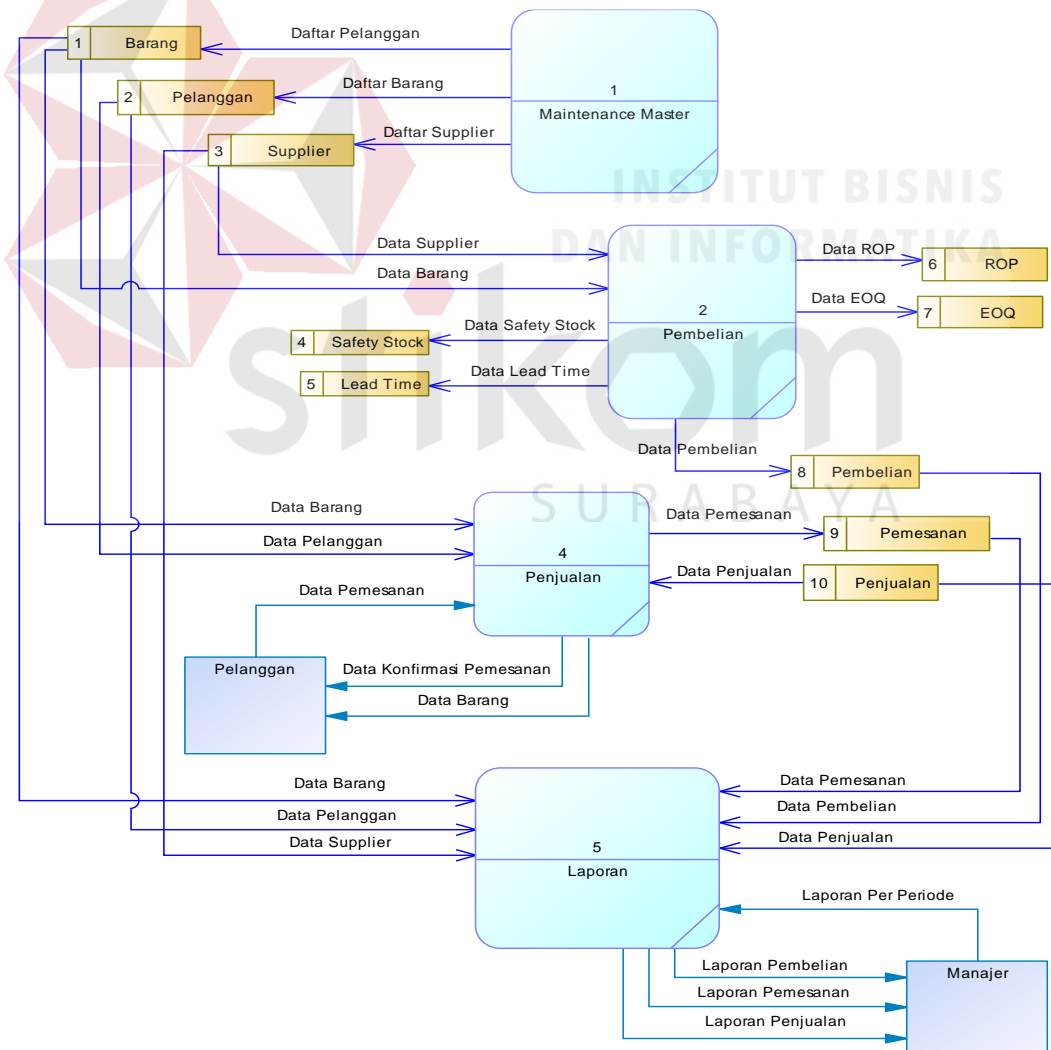 1 Barang
Daftar Pelanggan
2 Pelanggan
Daftar Barang
3 Supplier
Daftar Supplier
1
Maintenance Master
INSTITUT BISNIS
DAN INFORMATIKA
stikom
SURABAYA
Data Supplier
Data Barang
2
Pembelian
Data ROP
6 ROP
Data EOQ
7 EOQ
4 Safety Stock
Data Safety Stock
5 Lead Time
Data Lead Time
Data Pembelian
8 Pembelian
Data Barang
Data Pelanggan
4
Penjualan
Data Pemesanan
9 Pemesanan
Data Penjualan
10 Penjualan
Data Pemesanan
Pelanggan
Data Konfirmasi Pemesanan
Data Barang
Data Barang
Data Pelanggan
Data Supplier
5
Laporan
Data Pemesanan
Data Pembelian
Data Penjualan
Laporan Per Periode
Laporan Pembelian
Laporan Pemesanan
Laporan Penjualan
Manajer